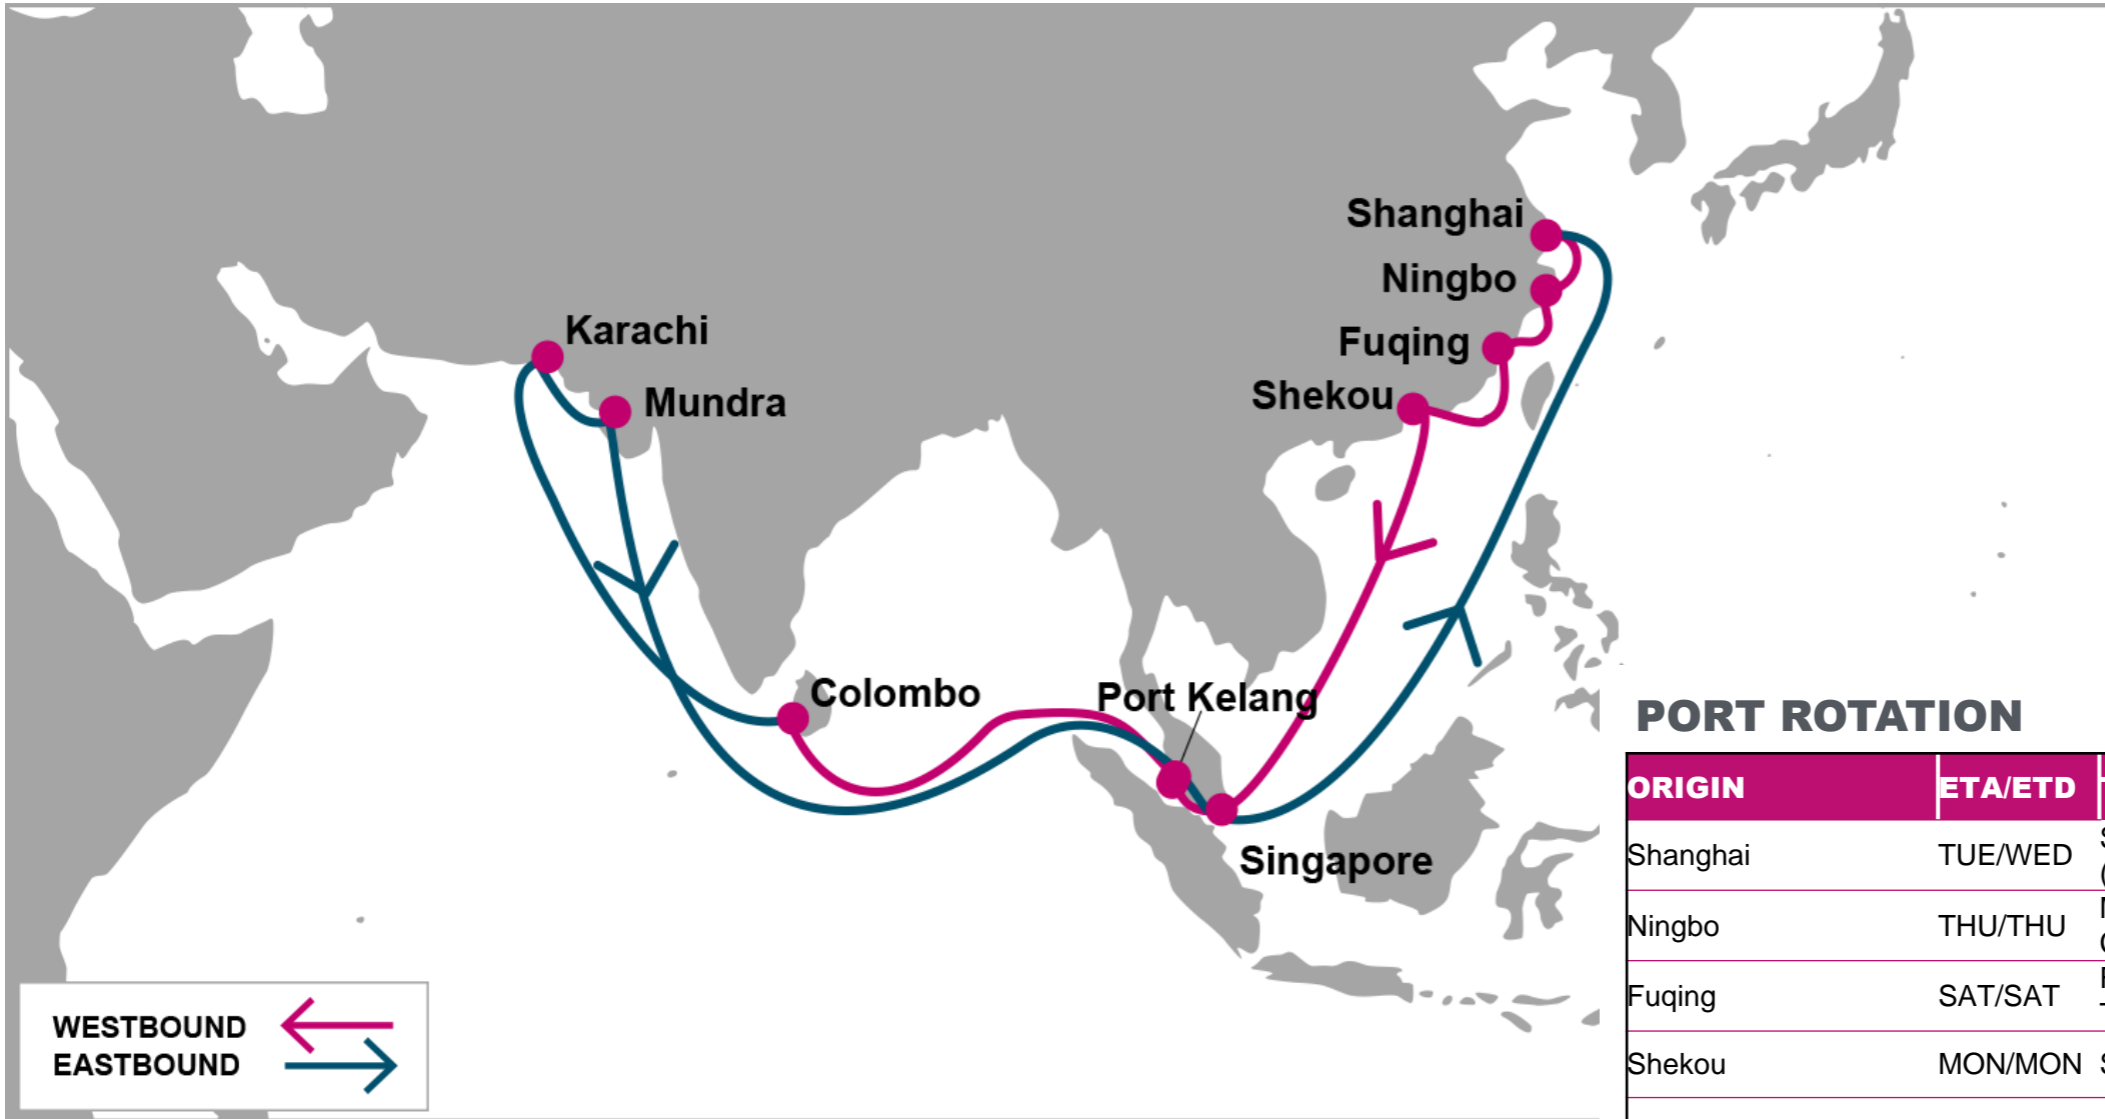 Shanghai
Ningbo
Karachi
Fuqing
Mundra
Shekou
Colombo
Port Kelang
Singapore
WESTBOUND
EASTBOUND
PORT ROTATION
ORIGIN ETA/ETD
Shanghai TUE/WED
Ningbo THU/THU
Fuqing SAT/SAT
Shekou MON/MON